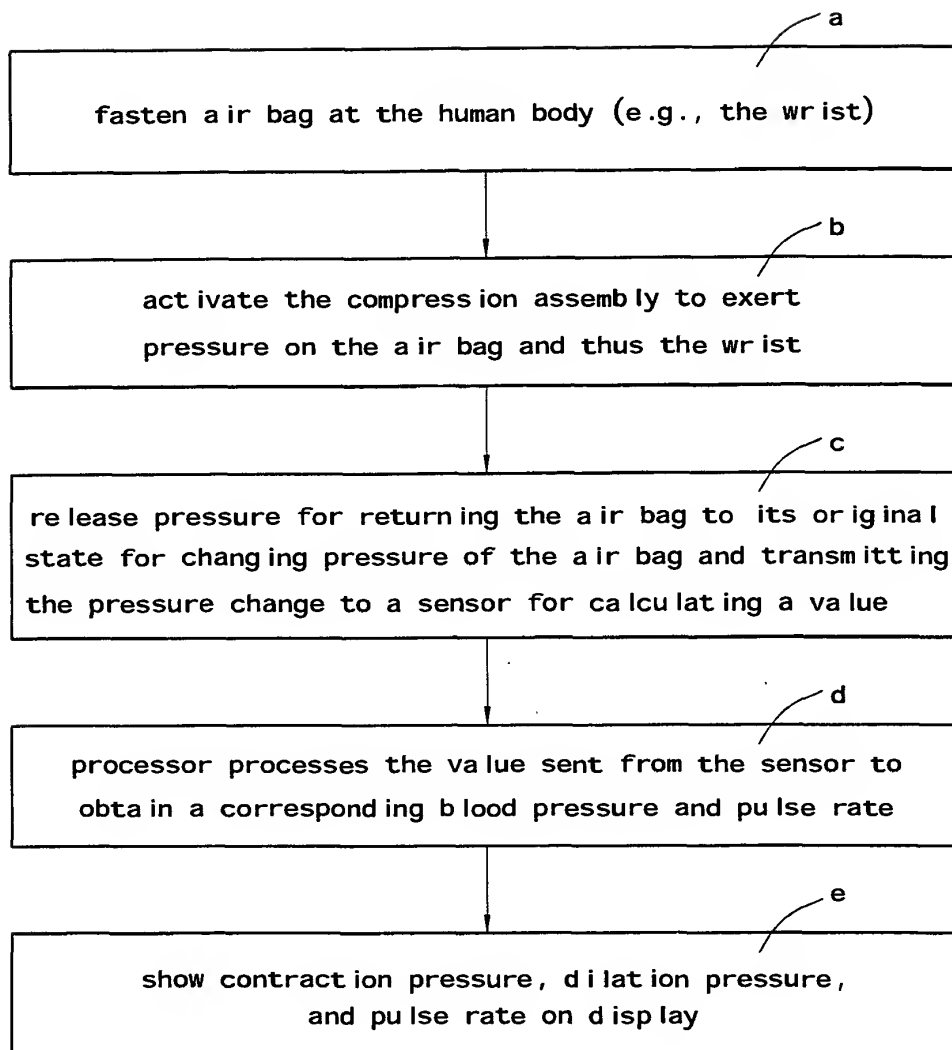 a
fasten air bag at the human body (e.g., the wrist)
b
activate the compression assembly to exert
pressure on the air bag and thus the wrist
c
release pressure for returning the air bag to its original
state for changing pressure of the air bag and transmitting
the pressure change to a sensor for calculating a value
d
processor processes the value sent from the sensor to
obtain a corresponding blood pressure and pulse rate
e
show contraction pressure, dilation pressure,
and pulse rate on display